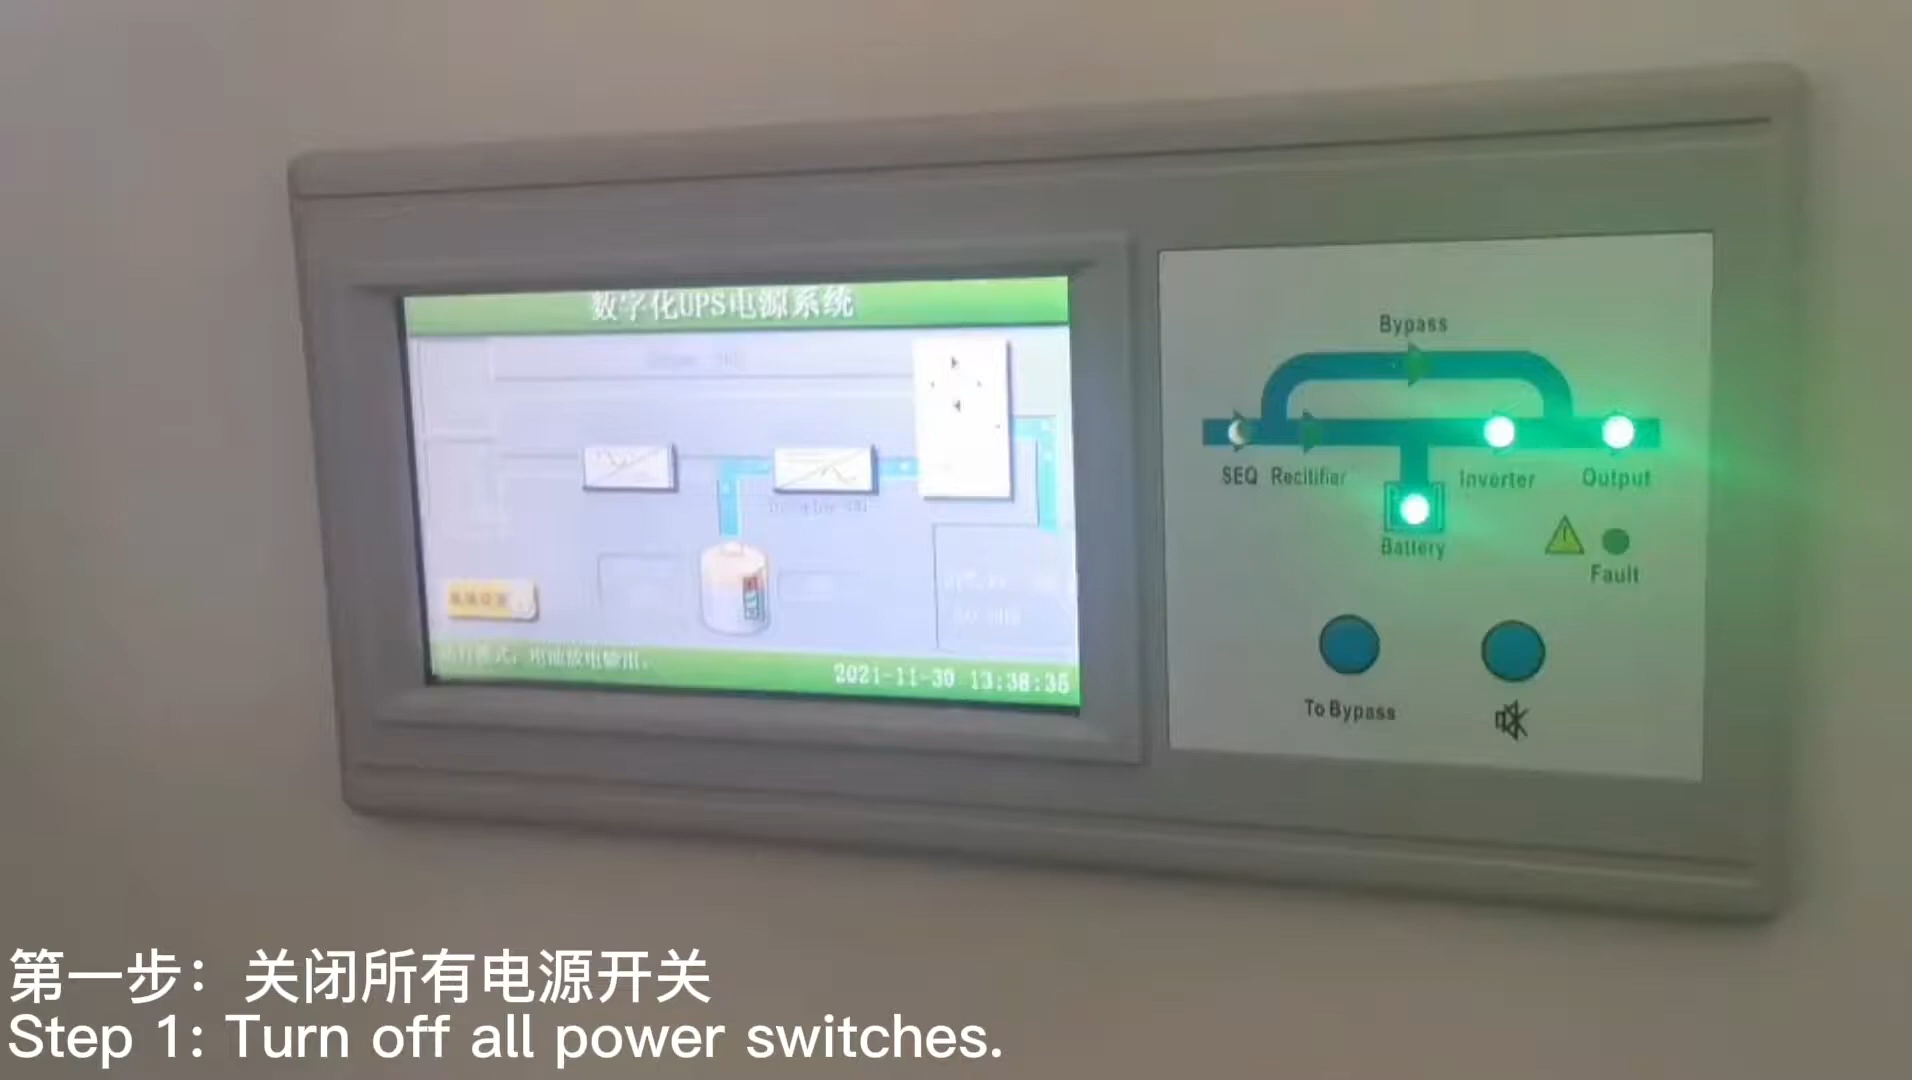 数字化UPS电源系统
2021-11-30 13:38:35
Bypass
SEQ Recitifier Inverter Output
Battery
Fault
To Bypass
第一步：关闭所有电源开关
Step 1: Turn off all power switches.